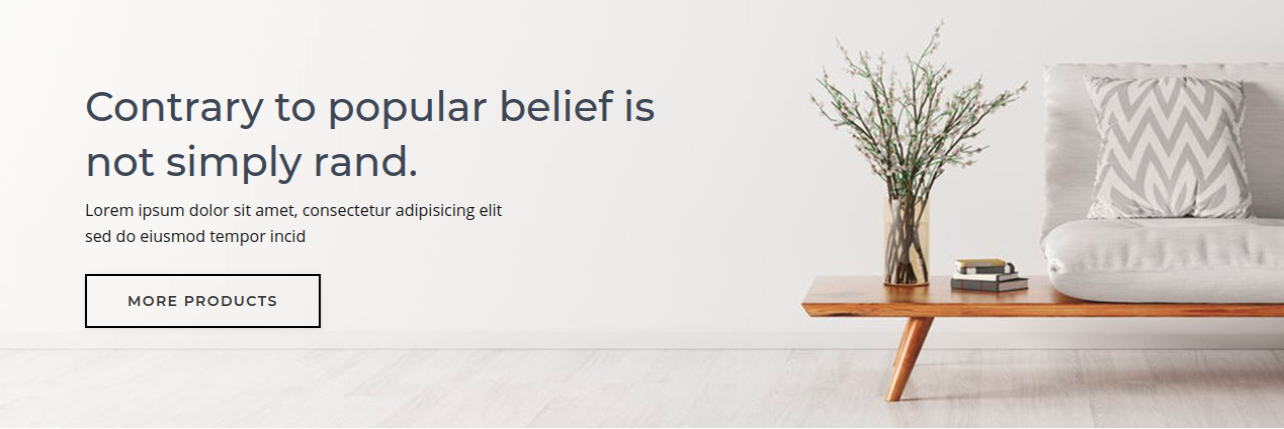 Contrary to popular belief is
not simply rand.
Lorem ipsum dolor sit amet, consectetur adipisicing elit
sed do eiusmod tempor incid
MORE PRODUCTS